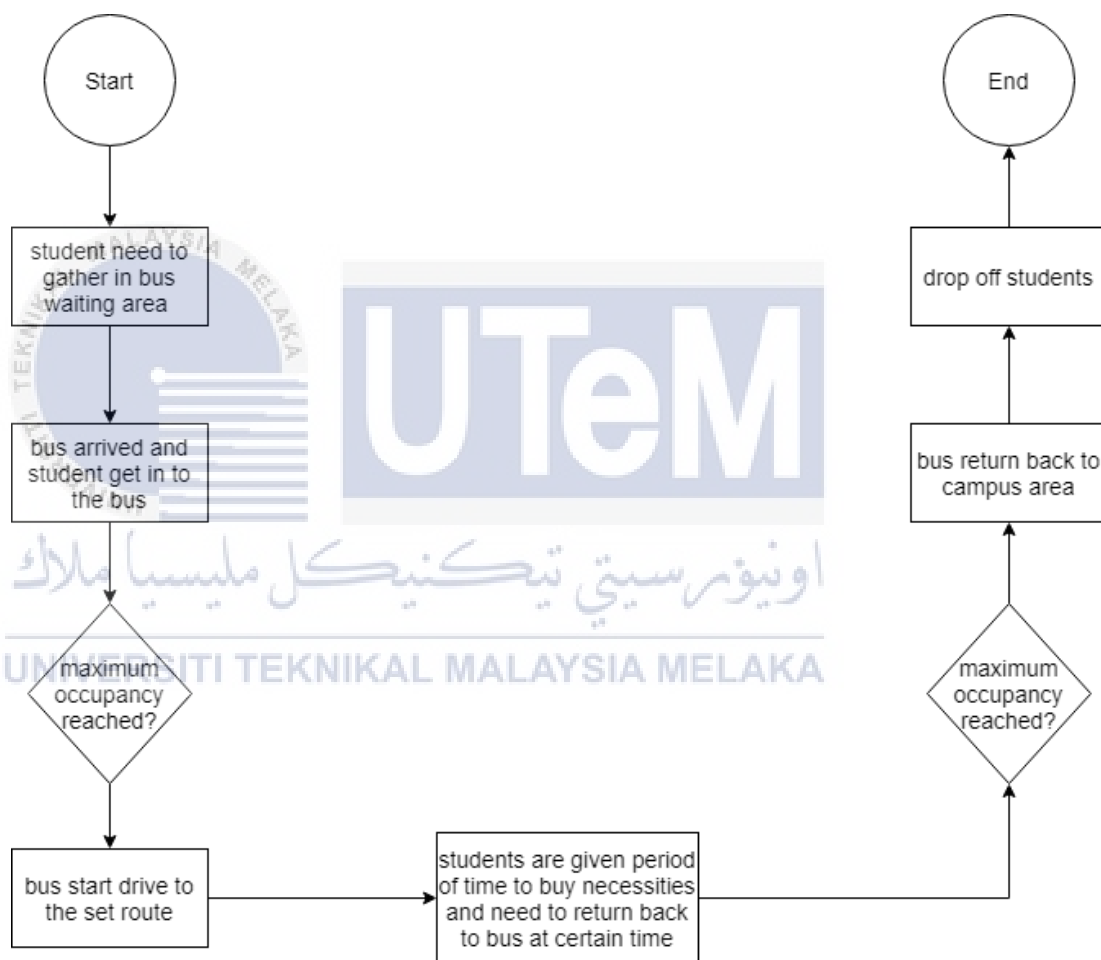 Start
student need to
gather in bus
waiting area
bus arrived and
student get in to
the bus
maximum
occupancy
reached?
bus start drive to
the set route
students are given period
of time to buy necessities
and need to return back
to bus at certain time
maximum
occupancy
reached?
bus return back to
campus area
drop off students
End
UTeM
اونيۏرسيتي تيكنيكل مليسيا ملاك
UNIVERSITI TEKNIKAL MALAYSIA MELAKA
TEKNIK MALAYSIA MELAKA